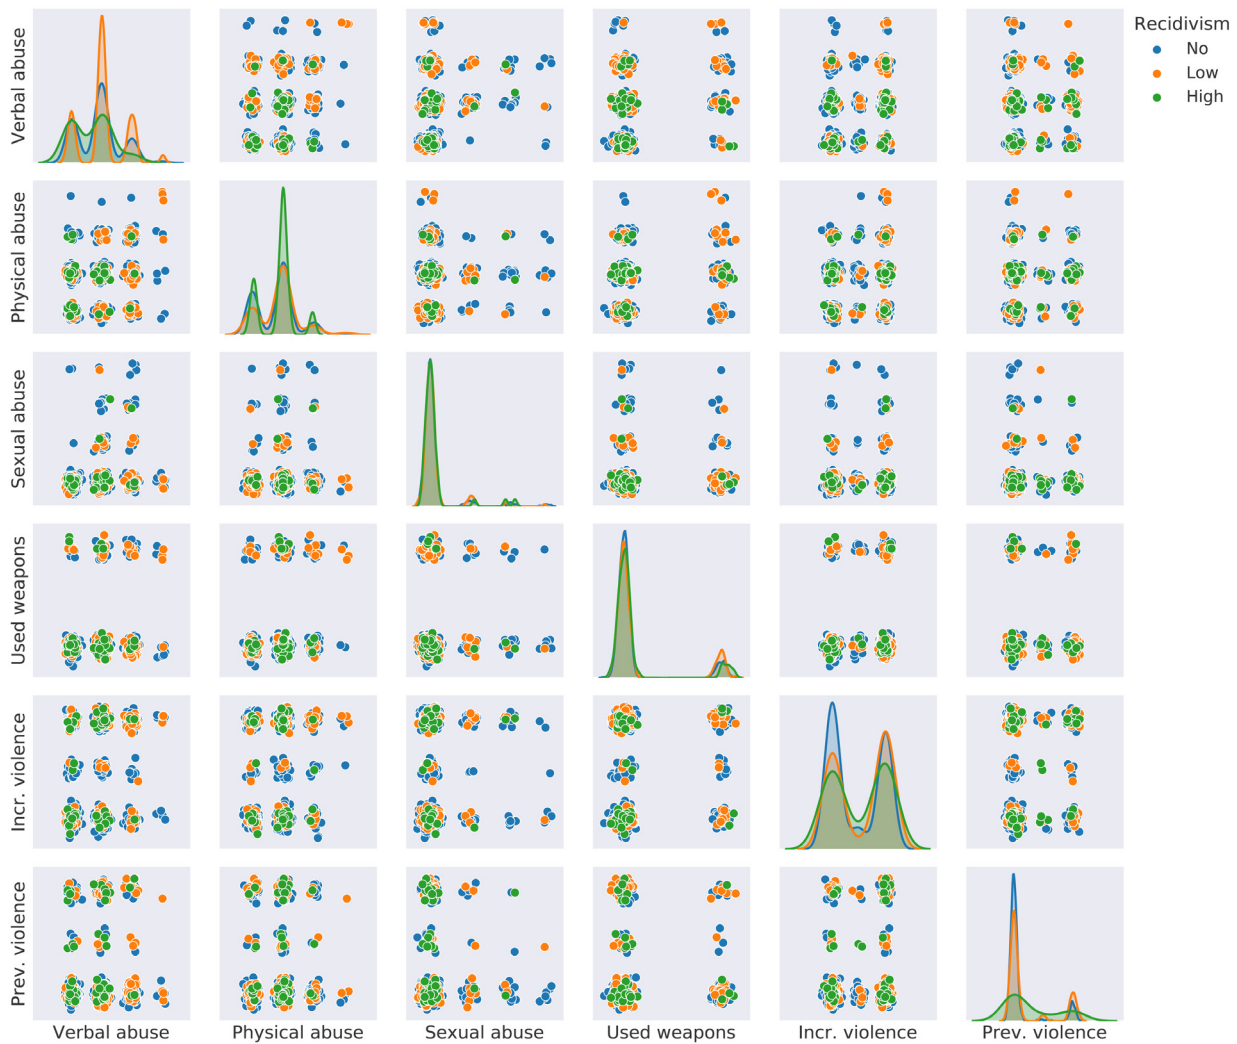 Recidivism
No
Low
High
Verbal abuse
Physical abuse
Sexual abuse
Used weapons
Incr. violence
Prev. violence
Verbal abuse
Physical abuse
Sexual abuse
Used weapons
Incr. violence
Prev. violence